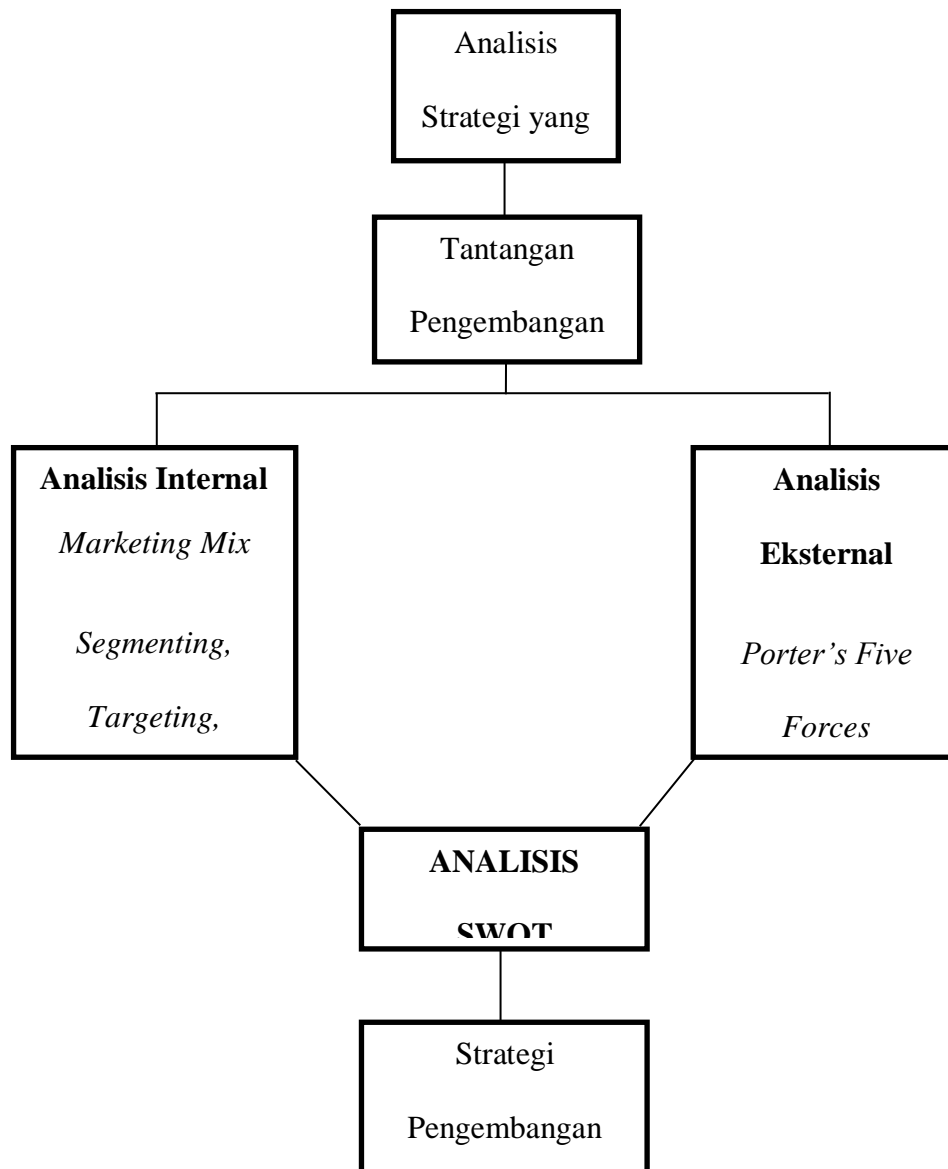 Analisis
Strategi yang
Tantangan
Pengembangan
Analisis Internal
Marketing Mix
Segmenting,
Targeting,
Analisis
Eksternal
Porter’s Five
Forces
ANALISIS
SWOT
Strategi
Pengembangan